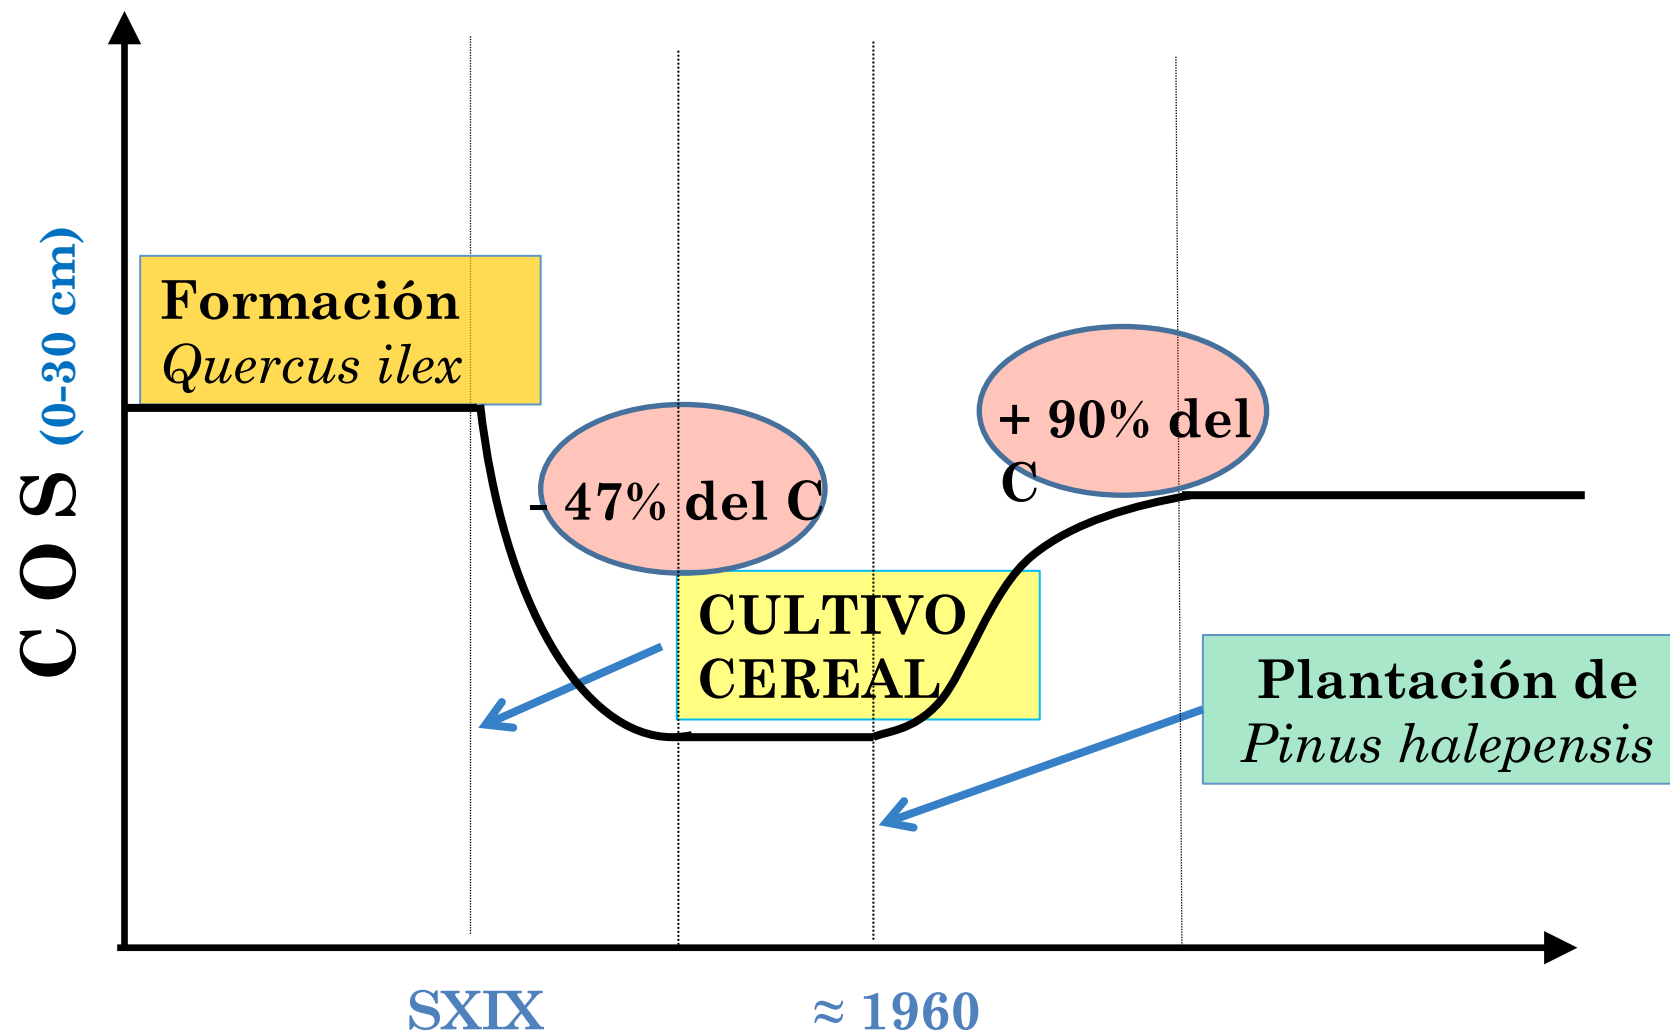 C O S (0-30 cm)
Formación
Quercus ilex
- 47% del C
+ 90% del
C
CULTIVO
CEREAL
Plantación de
Pinus halepensis
SXIX
≈ 1960